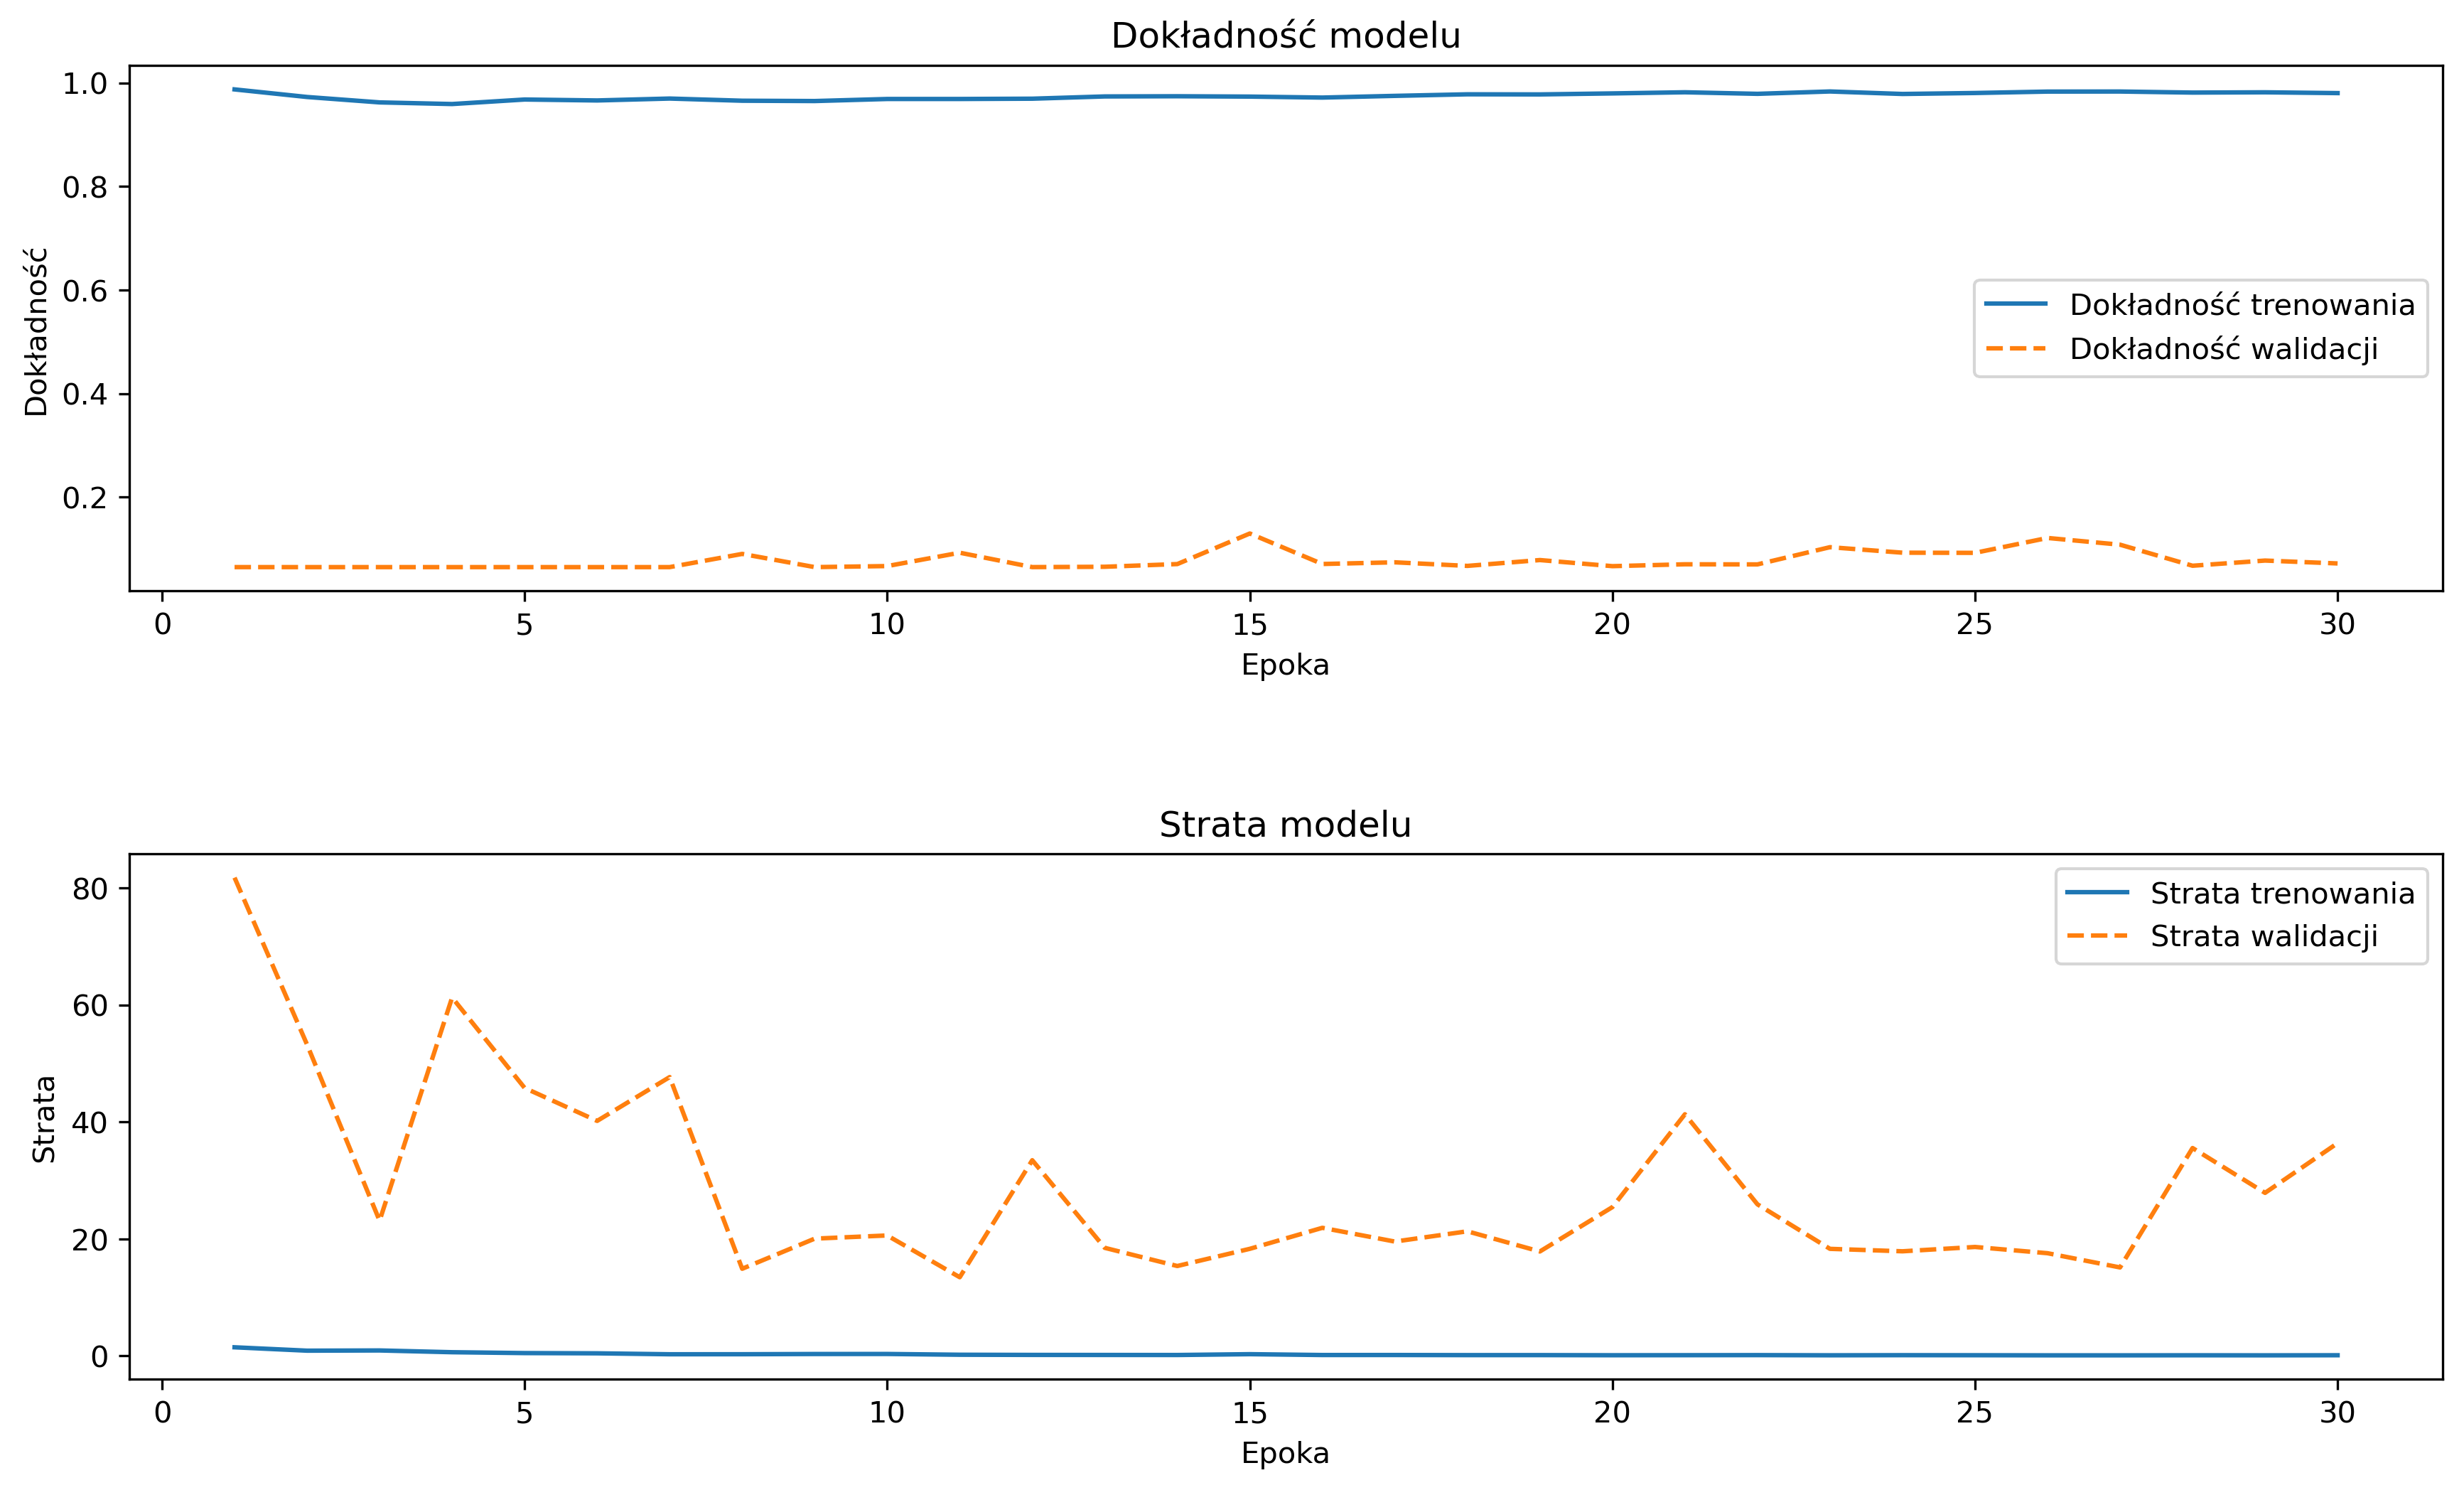 Dokładność modelu
1.0
0.8
0.6
0.4
0.2
Dokładność
Dokładność trenowania
Dokładność walidacji
0 5 10 15 20 25 30
Epoka
Strata modelu
80
60
40
20
0
Strata
Strata trenowania
Strata walidacji
0 5 10 15 20 25 30
Epoka